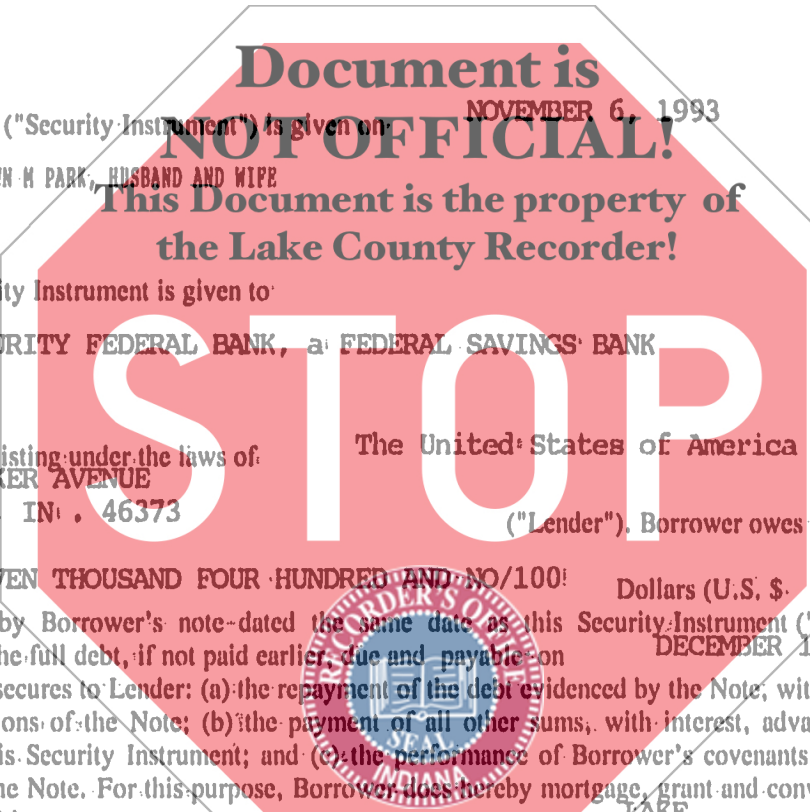 Document is
NOT OFFICIAL!
This Document is the property of
the Lake County Recorder!
STOP
("Security Instrument") is given on NOVEMBER 6, 1993
N M PARK, HUSBAND AND WIFE
ity Instrument is given to
URITY FEDERAL BANK, a FEDERAL SAVINGS BANK
isting under the laws of The United States of America
KER AVENUE
IN. 46373
("Lender"). Borrower owes
VEN THOUSAND FOUR HUNDRED AND NO/100
Dollars (U.S. $
by Borrower's note dated the same date as this Security Instrument ("
he full debt, if not paid earlier, due and payable on DECEMBER 1
secures to Lender: (a) the repayment of the debt evidenced by the Note, wit
ons of the Note; (b) the payment of all other sums, with interest, adva
is Security Instrument; and (c) the performance of Borrower's covenants
he Note. For this purpose, Borrower does hereby mortgage, grant and con
RECORDER'S OFFICE
SEAL
INDIANA